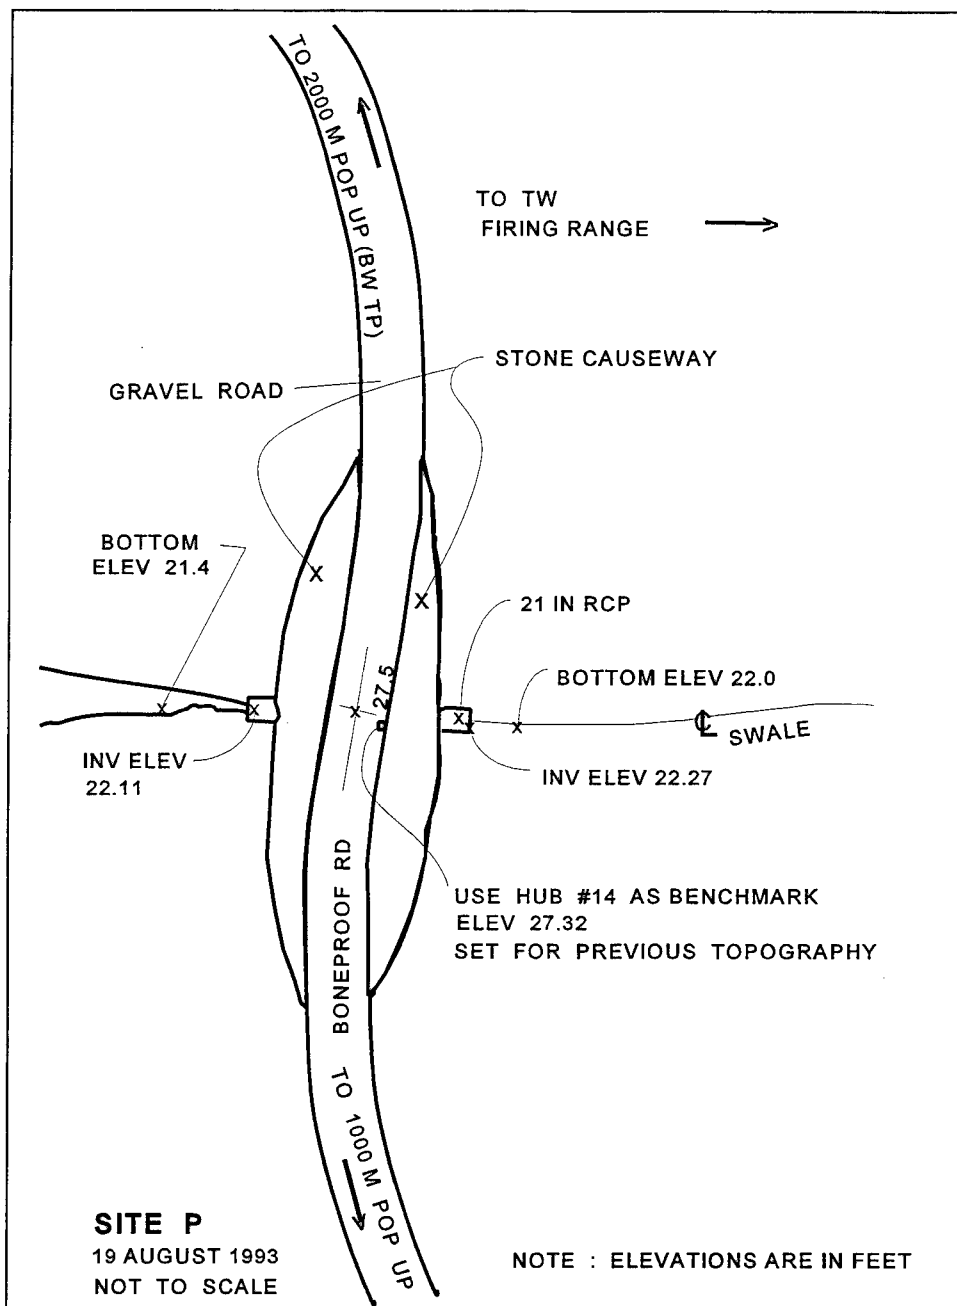 TO 2000 M POP UP (BW TP)
TO TW
FIRING RANGE
STONE CAUSEWAY
GRAVEL ROAD
BOTTOM
ELEV 21.4
21 IN RCP
27.5
BOTTOM ELEV 22.0
℄ SWALE
INV ELEV
22.11
INV ELEV 22.27
BONEPROOF RD
USE HUB #14 AS BENCHMARK
ELEV 27.32
SET FOR PREVIOUS TOPOGRAPHY
TO 1000 M POP UP
SITE P
19 AUGUST 1993
NOT TO SCALE
NOTE : ELEVATIONS ARE IN FEET